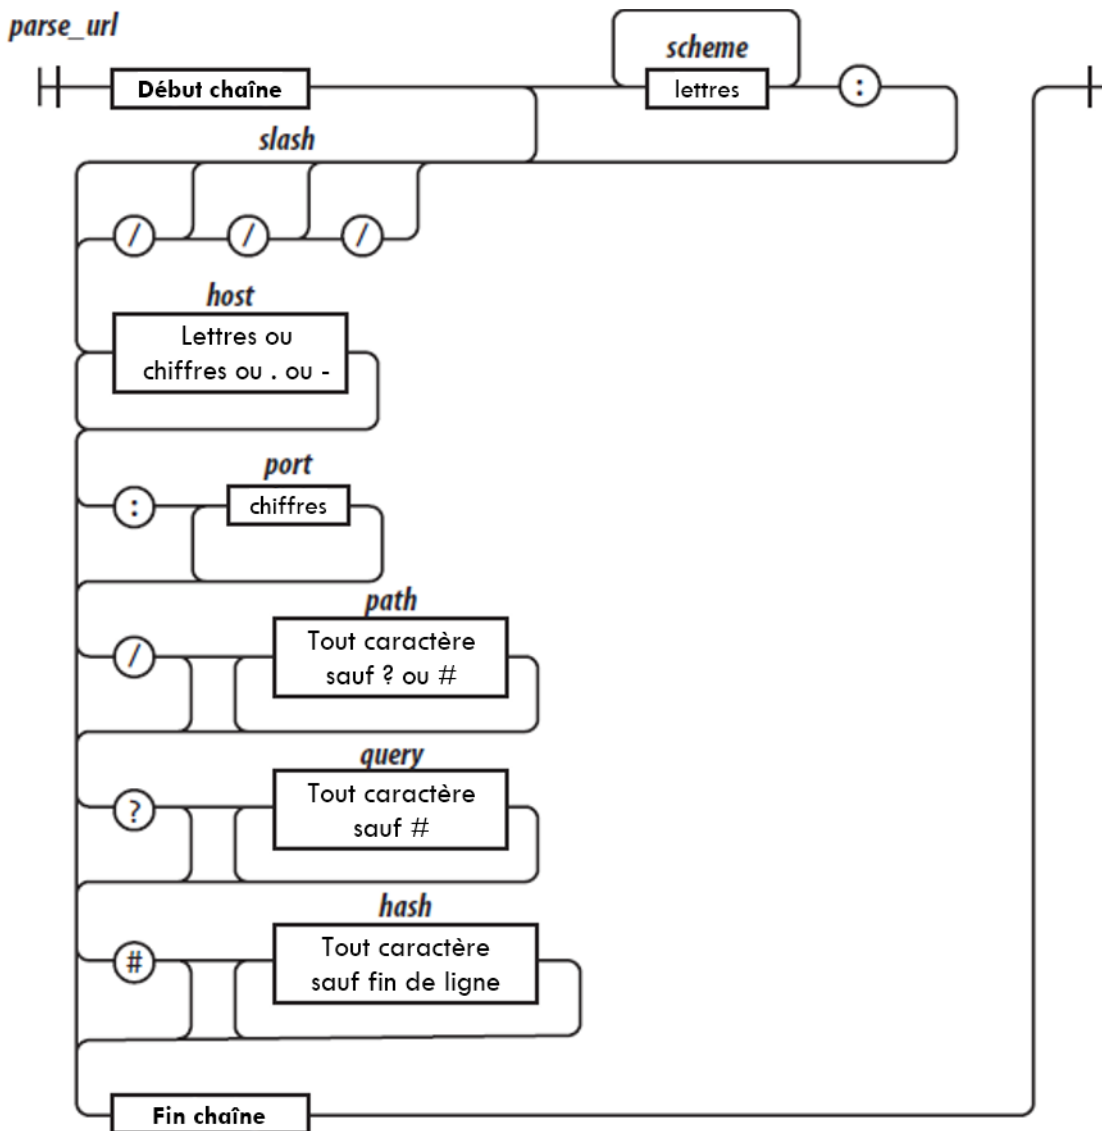 parse_url
scheme
Début chaîne
lettres
:
slash
/
/
/
host
Lettres ou
chiffres ou . ou -
port
:
chiffres
path
/
Tout caractère
sauf ? ou #
query
?
Tout caractère
sauf #
hash
#
Tout caractère
sauf fin de ligne
Fin chaîne